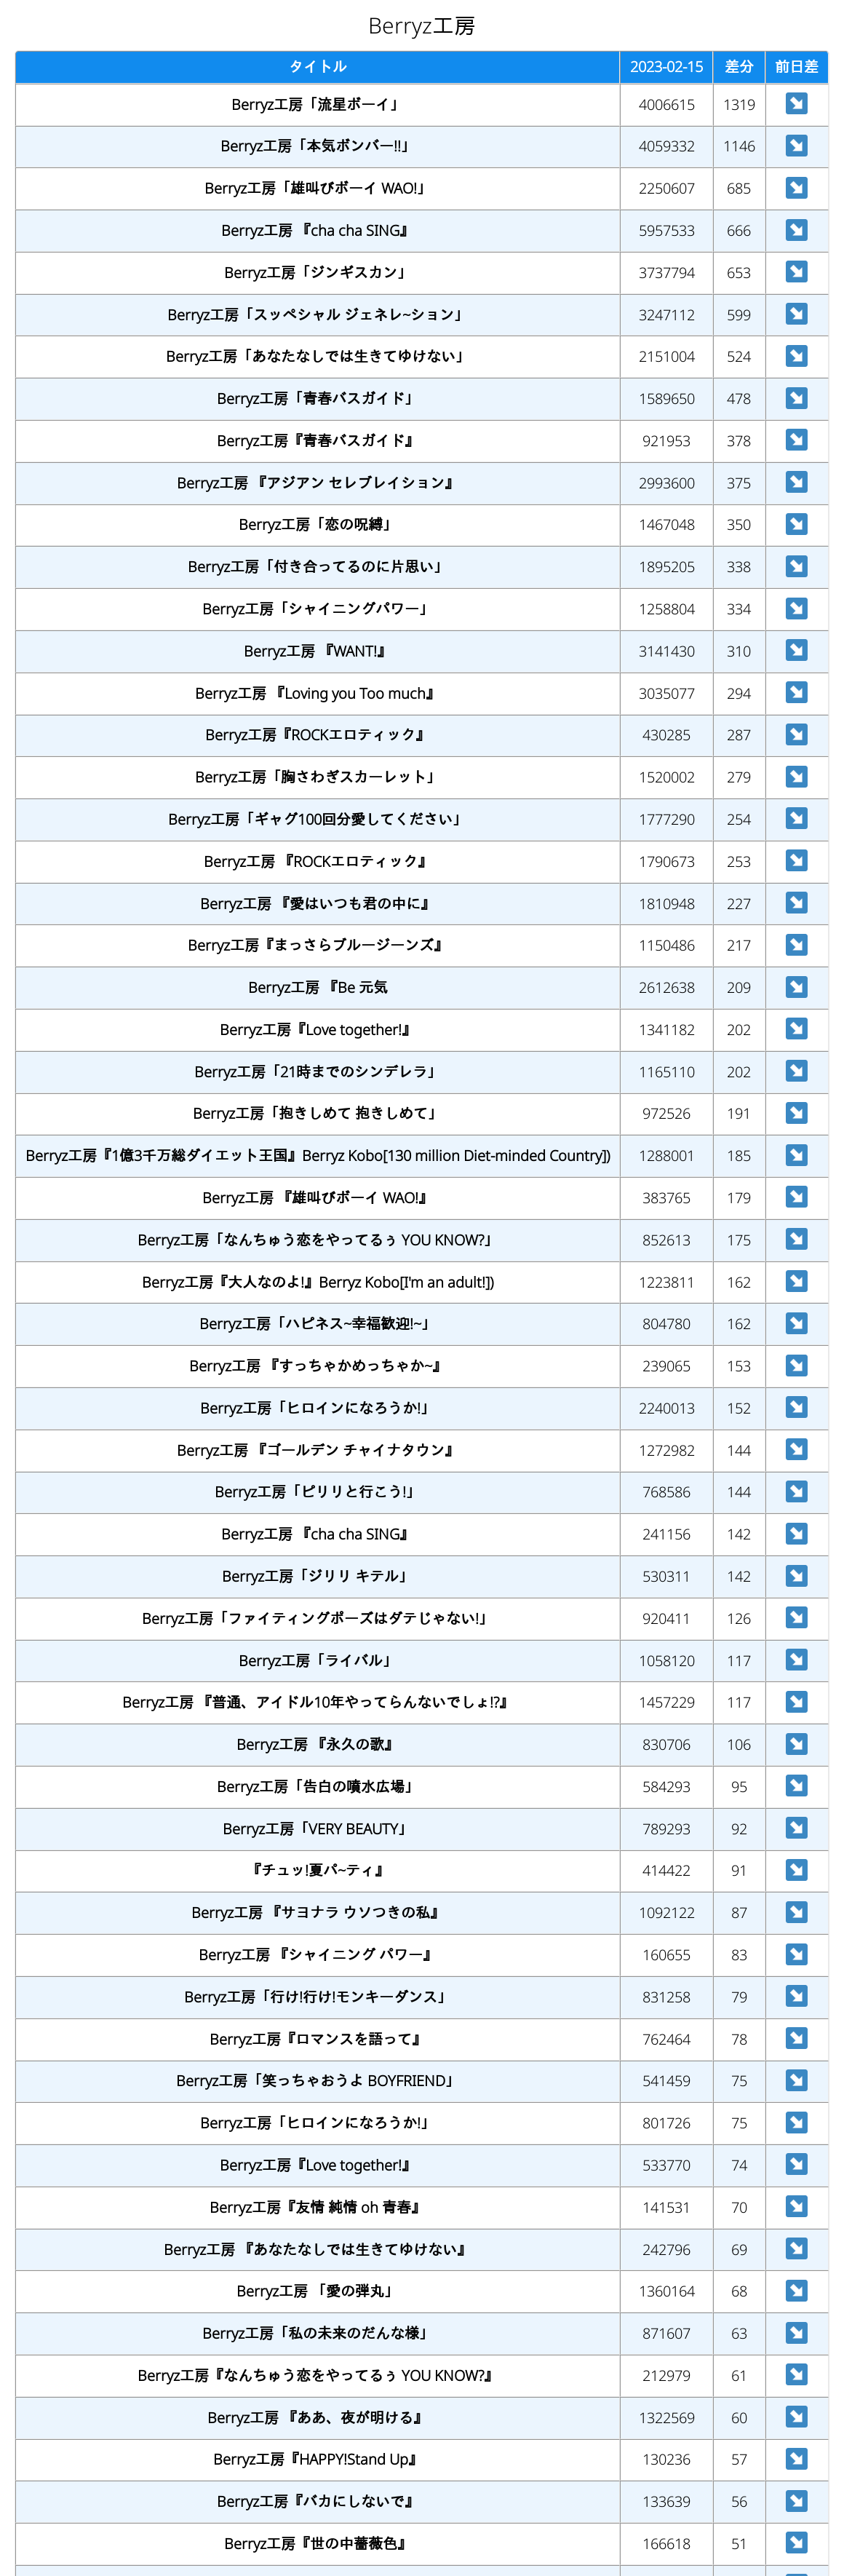 Berryz工房
タイトル 2023-02-15 差分 前日差
Berryz工房「流星ボーイ」 4006615 1319 ↘
Berryz工房「本気ボンバー!!」 4059332 1146 ↘
Berryz工房「雄叫びボーイ WAO!」 2250607 685 ↘
Berryz工房 『cha cha SING』 5957533 666 ↘
Berryz工房「ジンギスカン」 3737794 653 ↘
Berryz工房「スッペシャル ジェネレ~ション」 3247112 599 ↘
Berryz工房「あなたなしでは生きてゆけない」 2151004 524 ↘
Berryz工房「青春バスガイド」 1589650 478 ↘
Berryz工房『青春バスガイド』 921953 378 ↘
Berryz工房 『アジアン セレブレイション』 2993600 375 ↘
Berryz工房「恋の呪縛」 1467048 350 ↘
Berryz工房「付き合ってるのに片思い」 1895205 338 ↘
Berryz工房「シャイニングパワー」 1258804 334 ↘
Berryz工房 『WANT!』 3141430 310 ↘
Berryz工房 『Loving you Too much』 3035077 294 ↘
Berryz工房『ROCKエロティック』 430285 287 ↘
Berryz工房「胸さわぎスカーレット」 1520002 279 ↘
Berryz工房「ギャグ100回分愛してください」 1777290 254 ↘
Berryz工房 『ROCKエロティック』 1790673 253 ↘
Berryz工房 『愛はいつも君の中に』 1810948 227 ↘
Berryz工房『まっさらブルージーンズ』 1150486 217 ↘
Berryz工房 『Be 元気 2612638 209 ↘
Berryz工房『Love together!』 1341182 202 ↘
Berryz工房「21時までのシンデレラ」 1165110 202 ↘
Berryz工房「抱きしめて 抱きしめて」 972526 191 ↘
Berryz工房『1億3千万総ダイエット王国』Berryz Kobo[130 million Diet-minded Country]) 1288001 185 ↘
Berryz工房 『雄叫びボーイ WAO!』 383765 179 ↘
Berryz工房「なんちゅう恋をやってるぅ YOU KNOW?」 852613 175 ↘
Berryz工房『大人なのよ!』Berryz Kobo[I'm an adult!]) 1223811 162 ↘
Berryz工房「ハピネス~幸福歓迎!~」 804780 162 ↘
Berryz工房 『すっちゃかめっちゃか~』 239065 153 ↘
Berryz工房「ヒロインになろうか!」 2240013 152 ↘
Berryz工房 『ゴールデン チャイナタウン』 1272982 144 ↘
Berryz工房「ピリリと行こう!」 768586 144 ↘
Berryz工房 『cha cha SING』 241156 142 ↘
Berryz工房「ジリリ キテル」 530311 142 ↘
Berryz工房「ファイティングポーズはダテじゃない!」 920411 126 ↘
Berryz工房「ライバル」 1058120 117 ↘
Berryz工房 『普通、アイドル10年やってらんないでしょ!?』 1457229 117 ↘
Berryz工房 『永久の歌』 830706 106 ↘
Berryz工房「告白の噴水広場」 584293 95 ↘
Berryz工房「VERY BEAUTY」 789293 92 ↘
『チュッ!夏パ~ティ』 414422 91 ↘
Berryz工房 『サヨナラ ウソつきの私』 1092122 87 ↘
Berryz工房 『シャイニング パワー』 160655 83 ↘
Berryz工房「行け!行け!モンキーダンス」 831258 79 ↘
Berryz工房『ロマンスを語って』 762464 78 ↘
Berryz工房「笑っちゃおうよ BOYFRIEND」 541459 75 ↘
Berryz工房「ヒロインになろうか!」 801726 75 ↘
Berryz工房『Love together!』 533770 74 ↘
Berryz工房『友情 純情 oh 青春』 141531 70 ↘
Berryz工房 『あなたなしでは生きてゆけない』 242796 69 ↘
Berryz工房 「愛の弾丸」 1360164 68 ↘
Berryz工房「私の未来のだんな様」 871607 63 ↘
Berryz工房『なんちゅう恋をやってるぅ YOU KNOW?』 212979 61 ↘
Berryz工房 『ああ、夜が明ける』 1322569 60 ↘
Berryz工房『HAPPY!Stand Up』 130236 57 ↘
Berryz工房『バカにしないで』 133639 56 ↘
Berryz工房『世の中薔薇色』 166618 51 ↘